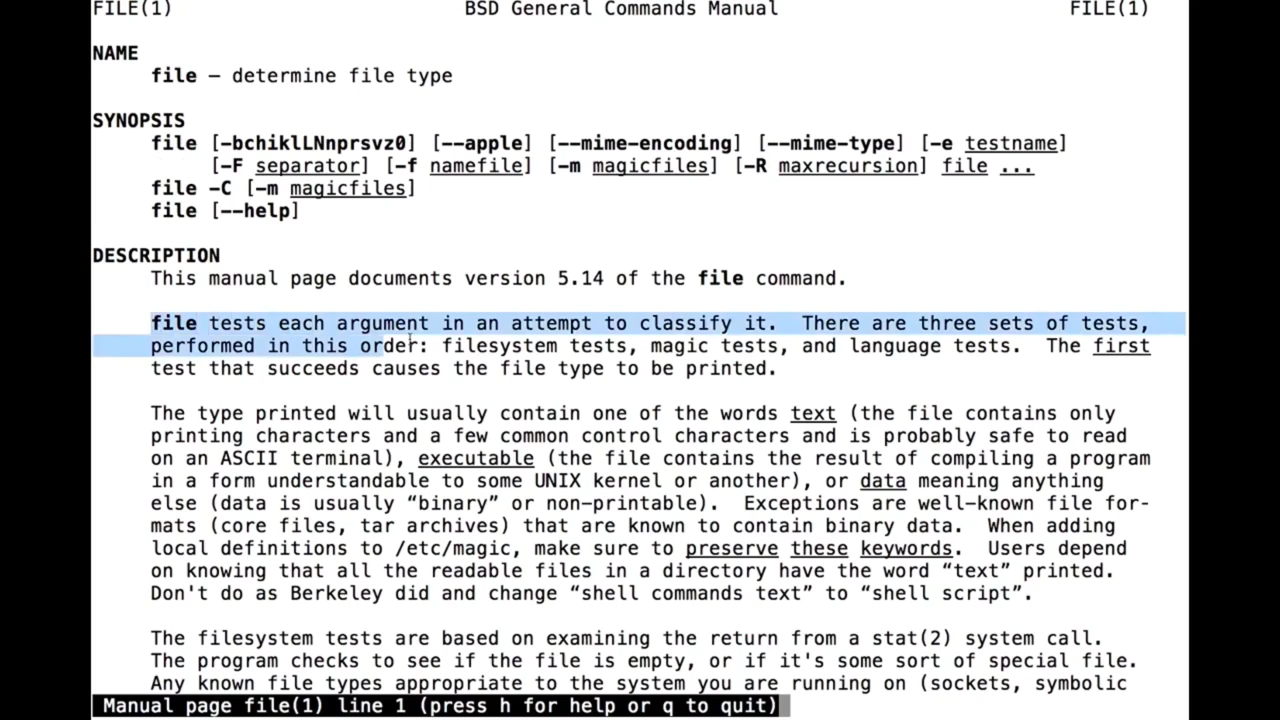 FILE(1) BSD General Commands Manual FILE(1)
NAME
file – determine file type
SYNOPSIS
file [-bchiklLNnprsvz0] [--apple] [--mime-encoding] [--mime-type] [-e testname]
[-F separator] [-f namefile] [-m magicfiles] [-R maxrecursion] file ...
file -C [-m magicfiles]
file [--help]
DESCRIPTION
This manual page documents version 5.14 of the file command.
file tests each argument in an attempt to classify it. There are three sets of tests,
performed in this order: filesystem tests, magic tests, and language tests. The first
test that succeeds causes the file type to be printed.
The type printed will usually contain one of the words text (the file contains only
printing characters and a few common control characters and is probably safe to read
on an ASCII terminal), executable (the file contains the result of compiling a program
in a form understandable to some UNIX kernel or another), or data meaning anything
else (data is usually “binary” or non-printable). Exceptions are well-known file for-
mats (core files, tar archives) that are known to contain binary data. When adding
local definitions to /etc/magic, make sure to preserve these keywords. Users depend
on knowing that all the readable files in a directory have the word “text” printed.
Don't do as Berkeley did and change “shell commands text” to “shell script”.
The filesystem tests are based on examining the return from a stat(2) system call.
The program checks to see if the file is empty, or if it's some sort of special file.
Any known file types appropriate to the system you are running on (sockets, symbolic
Manual page file(1) line 1 (press h for help or q to quit)